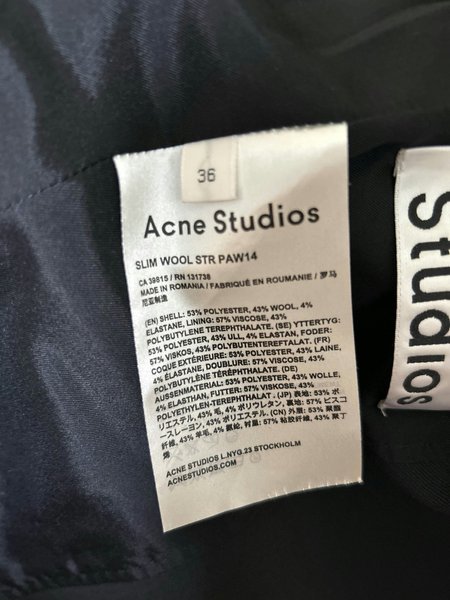 36
Acne Studios
SLIM WOOL STR PAW14
CA 39815 / RN 131738
MADE IN ROMANIA / FABRIQUÉ EN ROUMANIE / 罗马
尼亚制造
(EN) SHELL: 53% POLYESTER, 43% WOOL, 4%
ELASTANE, LINING: 57% VISCOSE, 43%
POLYBUTYLENE TEREPHTHALATE. (SE) YTTERTYG:
53% POLYESTER, 43% ULL, 4% ELASTAN, FODER:
57% VISKOS, 43% POLYBUTENTEREFTALAT. (FR)
COQUE EXTÉRIEURE: 53% POLYESTER, 43% LAINE,
4% ÉLASTANE, DOUBLURE: 57% VISCOSE, 43%
POLYBUTYLÈNE TÉRÉPHTHALATE. (DE)
AUSSENMATERIAL: 53% POLYESTER, 43% WOLLE,
4% ELASTHAN, FUTTER: 57% VISKOSE, 43%
POLYETHYLEN-TEREPHTHALAT. (JP) 表地: 53% ポ
リエステル, 43% 毛, 4% ポリウレタン, 裏地: 57% ビスコ
ースレーヨン, 43% ポリエステル. (CN) 外层: 53% 聚酯
纤维, 43% 羊毛, 4% 氨纶, 衬里: 57% 粘胶纤维, 43% 聚丁
烯
ACNE STUDIOS L.NYG.23 STOCKHOLM
ACNESTUDIOS.COM
Studios